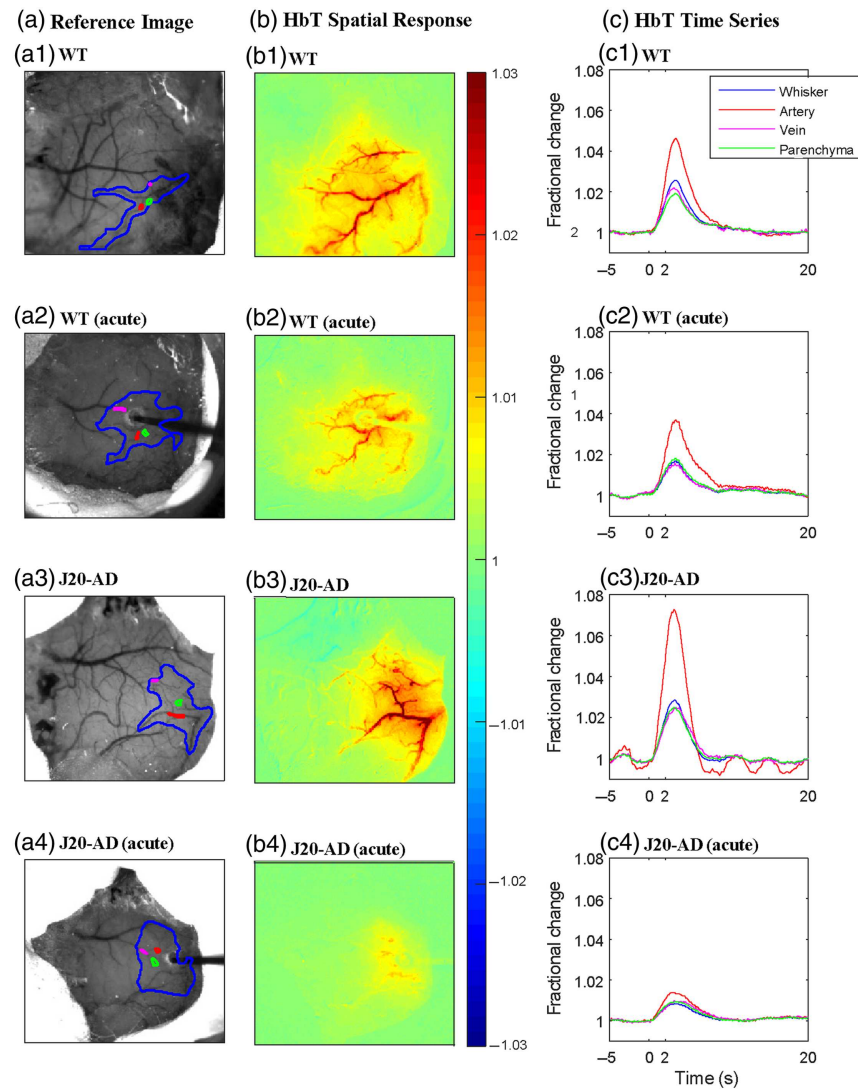 (a) Reference Image
(b) HbT Spatial Response
(c) HbT Time Series
(a1) WT
(b1) WT
1.03
1.02
1.01
1
−1.01
−1.02
−1.03
(c1) WT
1.08
1.06
1.04
1.02
1
2
Fractional change
Whisker
Artery
Vein
Parenchyma
−5 0 2 20
(a2) WT (acute)
(b2) WT (acute)
(c2) WT (acute)
1.08
1.06
1.04
1.02
1
1
Fractional change
−5 0 2 20
(a3) J20-AD
(b3) J20-AD
(c3) J20-AD
1.08
1.06
1.04
1.02
1
Fractional change
−5 0 2 20
(a4) J20-AD (acute)
(b4) J20-AD (acute)
(c4) J20-AD (acute)
1.08
1.06
1.04
1.02
1
Fractional change
−5 0 2 20
Time (s)